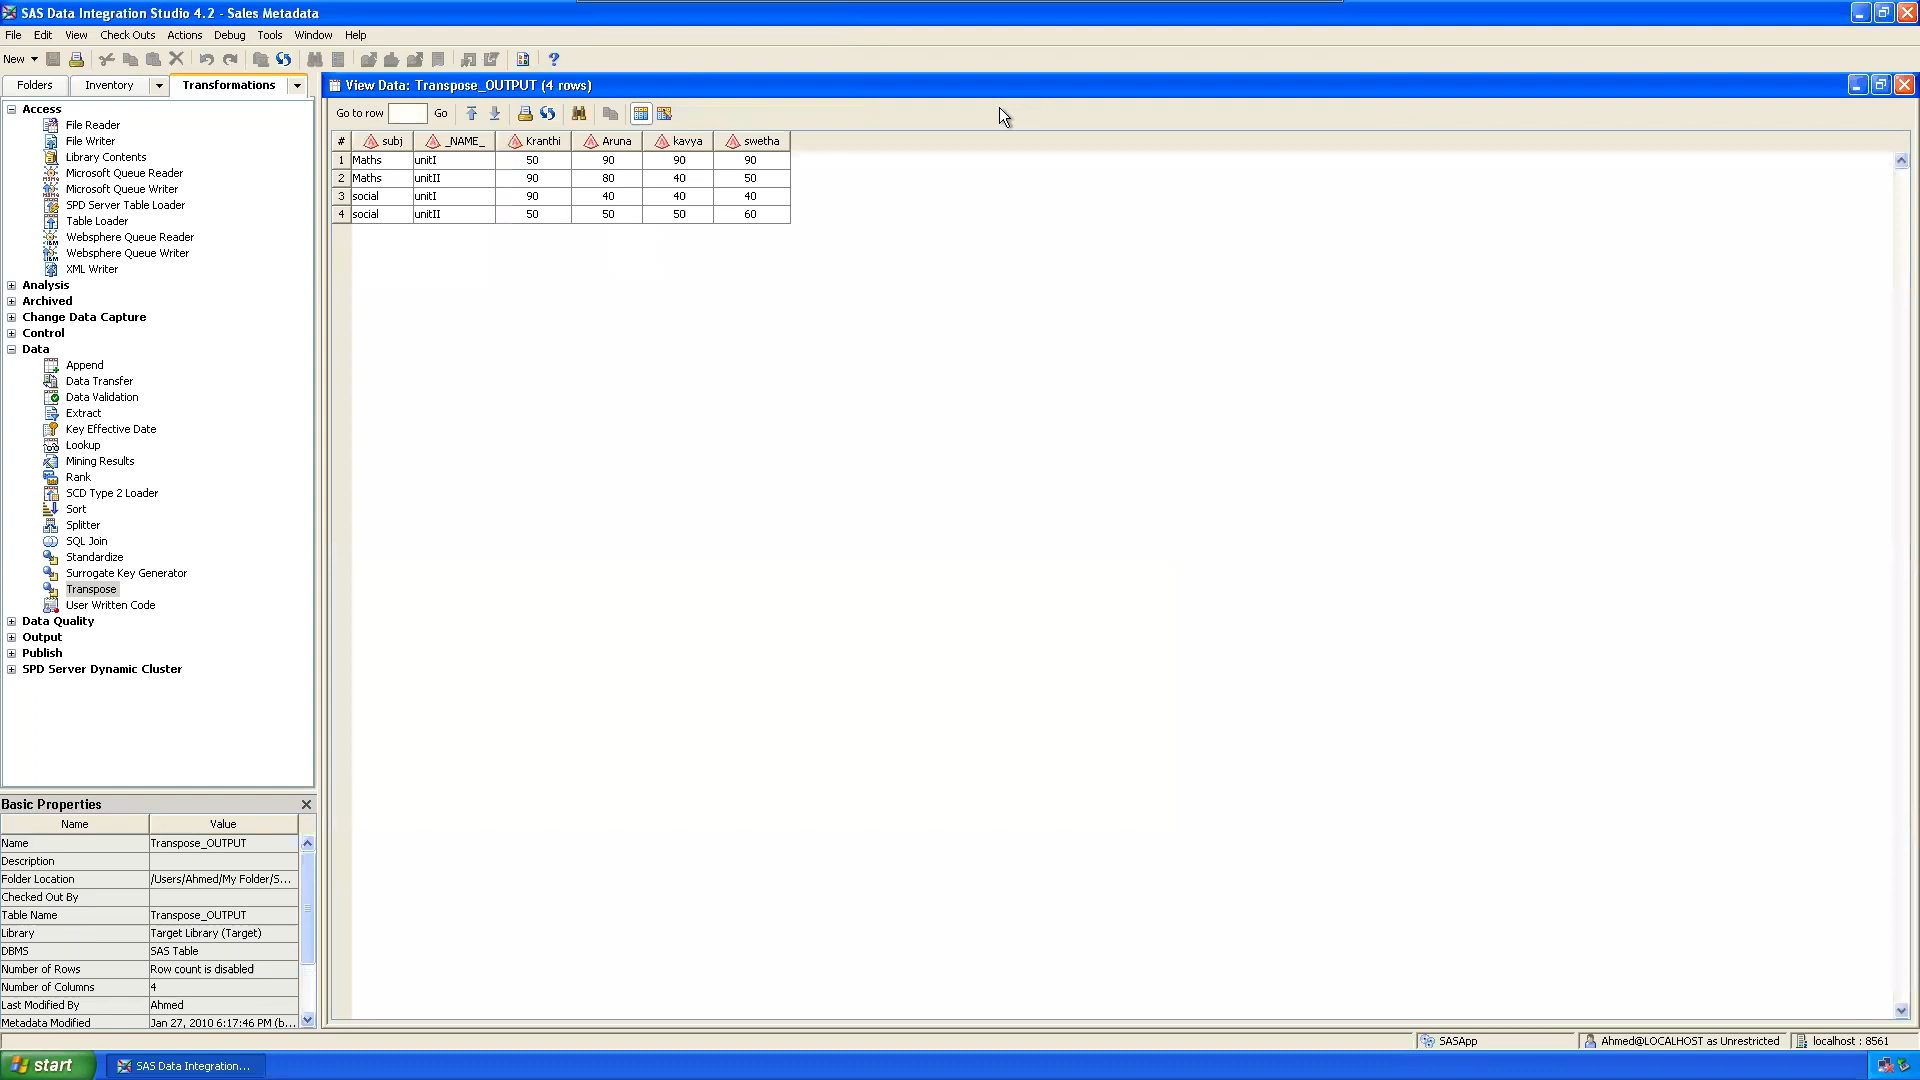 SAS Data Integration Studio 4.2 - Sales Metadata
File Edit View Check Outs Actions Debug Tools Window Help
New
Folders Inventory Transformations
View Data: Transpose_OUTPUT (4 rows)
Go to row Go
# subj _NAME_ Kranthi Aruna kavya swetha
1 Maths unitI 50 90 90 90
2 Maths unitII 90 80 40 50
3 social unitI 90 40 40 40
4 social unitII 50 50 50 60
Access
File Reader
File Writer
Library Contents
Microsoft Queue Reader
Microsoft Queue Writer
SPD Server Table Loader
Table Loader
Websphere Queue Reader
Websphere Queue Writer
XML Writer
Analysis
Archived
Change Data Capture
Control
Data
Append
Data Transfer
Data Validation
Extract
Key Effective Date
Lookup
Mining Results
Rank
SCD Type 2 Loader
Sort
Splitter
SQL Join
Standardize
Surrogate Key Generator
Transpose
User Written Code
Data Quality
Output
Publish
SPD Server Dynamic Cluster
Basic Properties
Name Value
Name Transpose_OUTPUT
Description
Folder Location /Users/Ahmed/My Folder/S...
Checked Out By
Table Name Transpose_OUTPUT
Library Target Library (Target)
DBMS SAS Table
Number of Rows Row count is disabled
Number of Columns 4
Last Modified By Ahmed
Metadata Modified Jan 27, 2010 6:17:46 PM (b...
SASApp Ahmed@LOCALHOST as Unrestricted localhost : 8561
start SAS Data Integration...